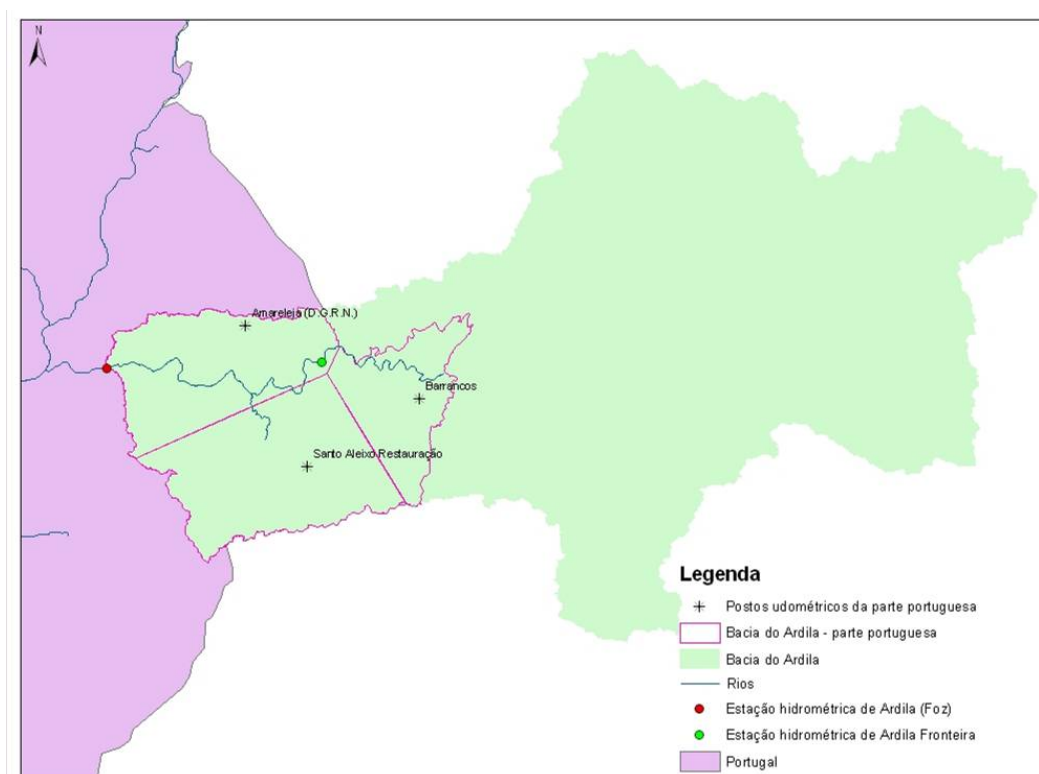 N
Amareleja (D.G.R.N.)
Barrancos
Santo Aleixo Restauração
Legenda
Postos udométricos da parte portuguesa
Bacia do Ardila - parte portuguesa
Bacia do Ardila
Rios
Estação hidrométrica de Ardila (Foz)
Estação hidrométrica de Ardila Fronteira
Portugal